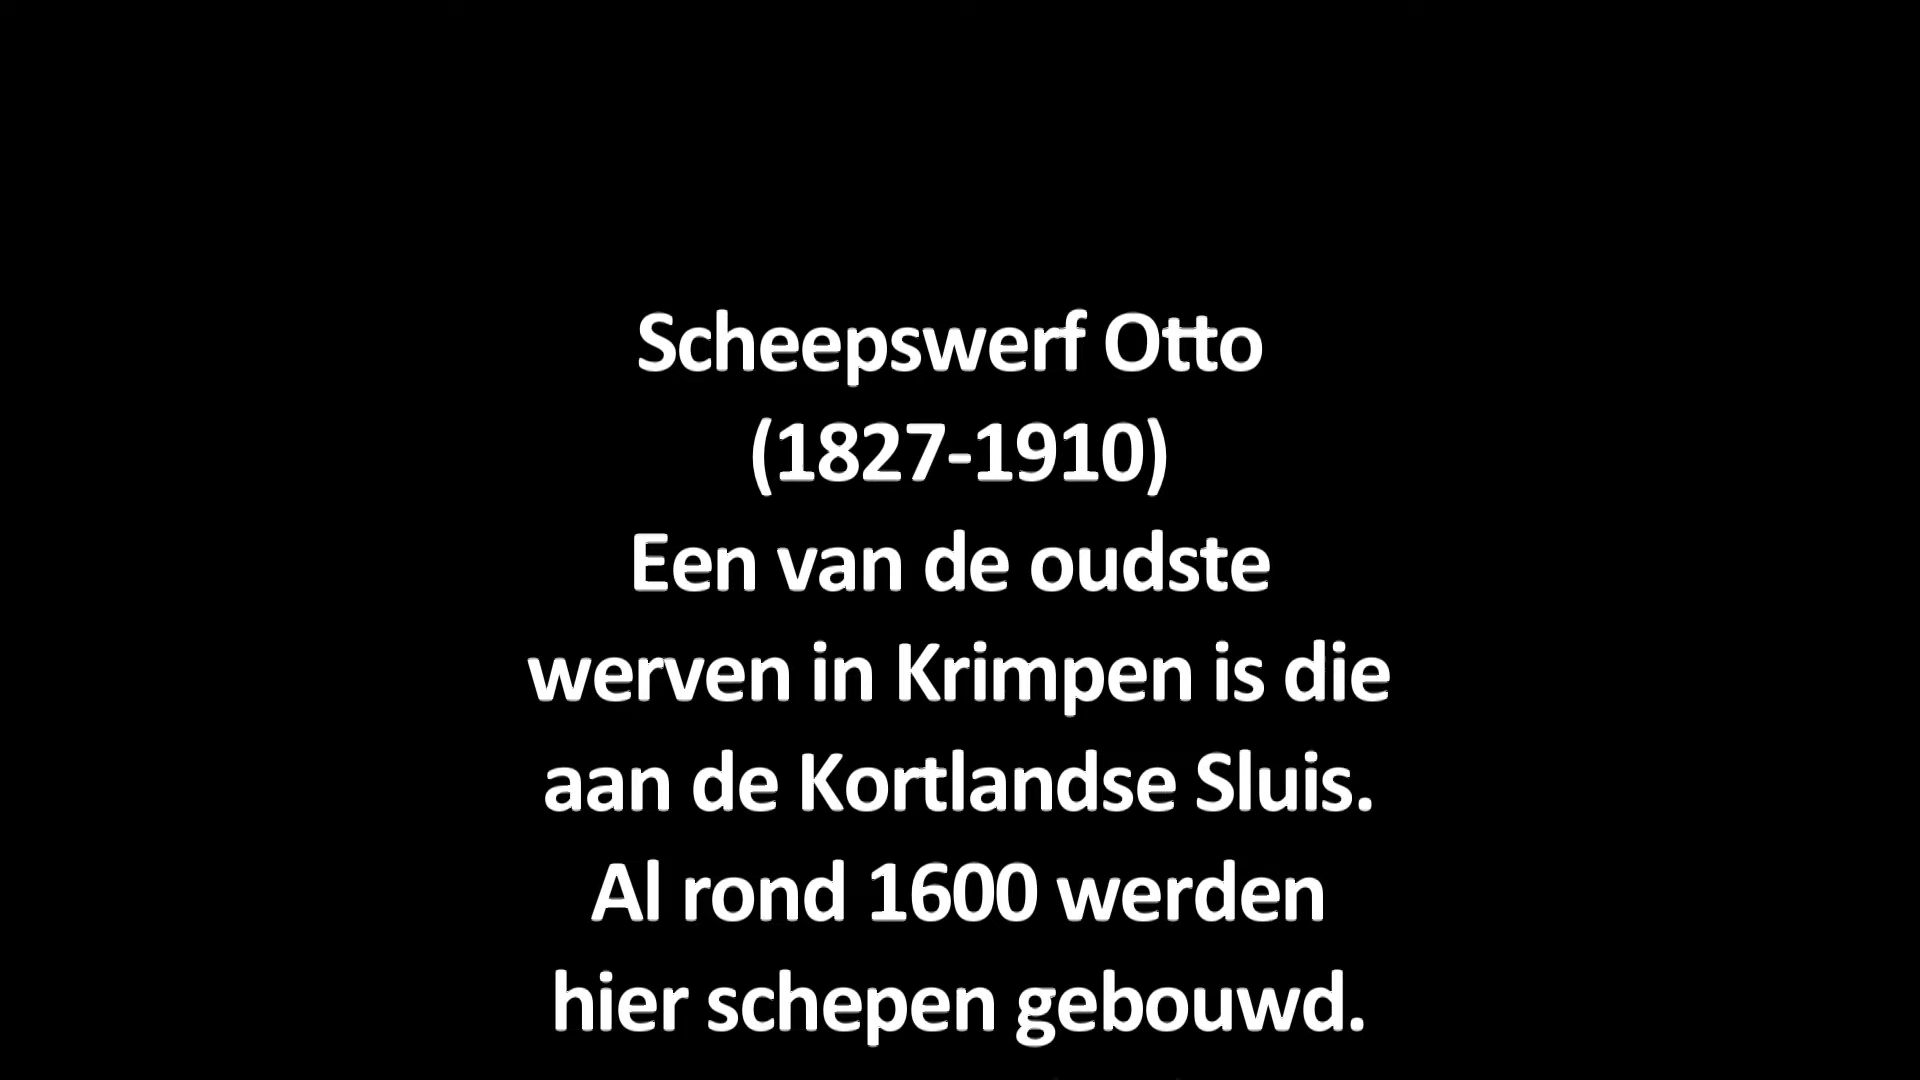 Scheepswerf Otto
(1827-1910)
Een van de oudste
werven in Krimpen is die
aan de Kortlandse Sluis.
Al rond 1600 werden
hier schepen gebouwd.